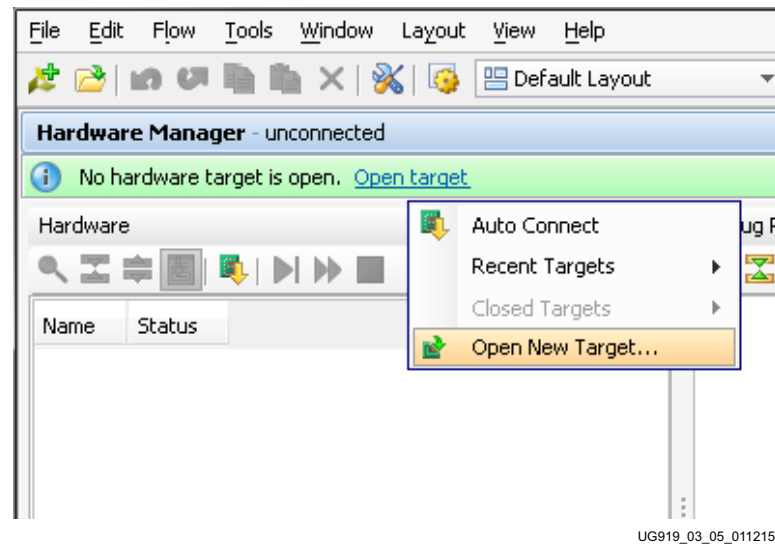 File Edit Flow Tools Window Layout View Help
Default Layout
Hardware Manager - unconnected
No hardware target is open. Open target
Hardware
ug
Auto Connect
Recent Targets
Closed Targets
Open New Target...
Name Status
UG919_03_05_011215